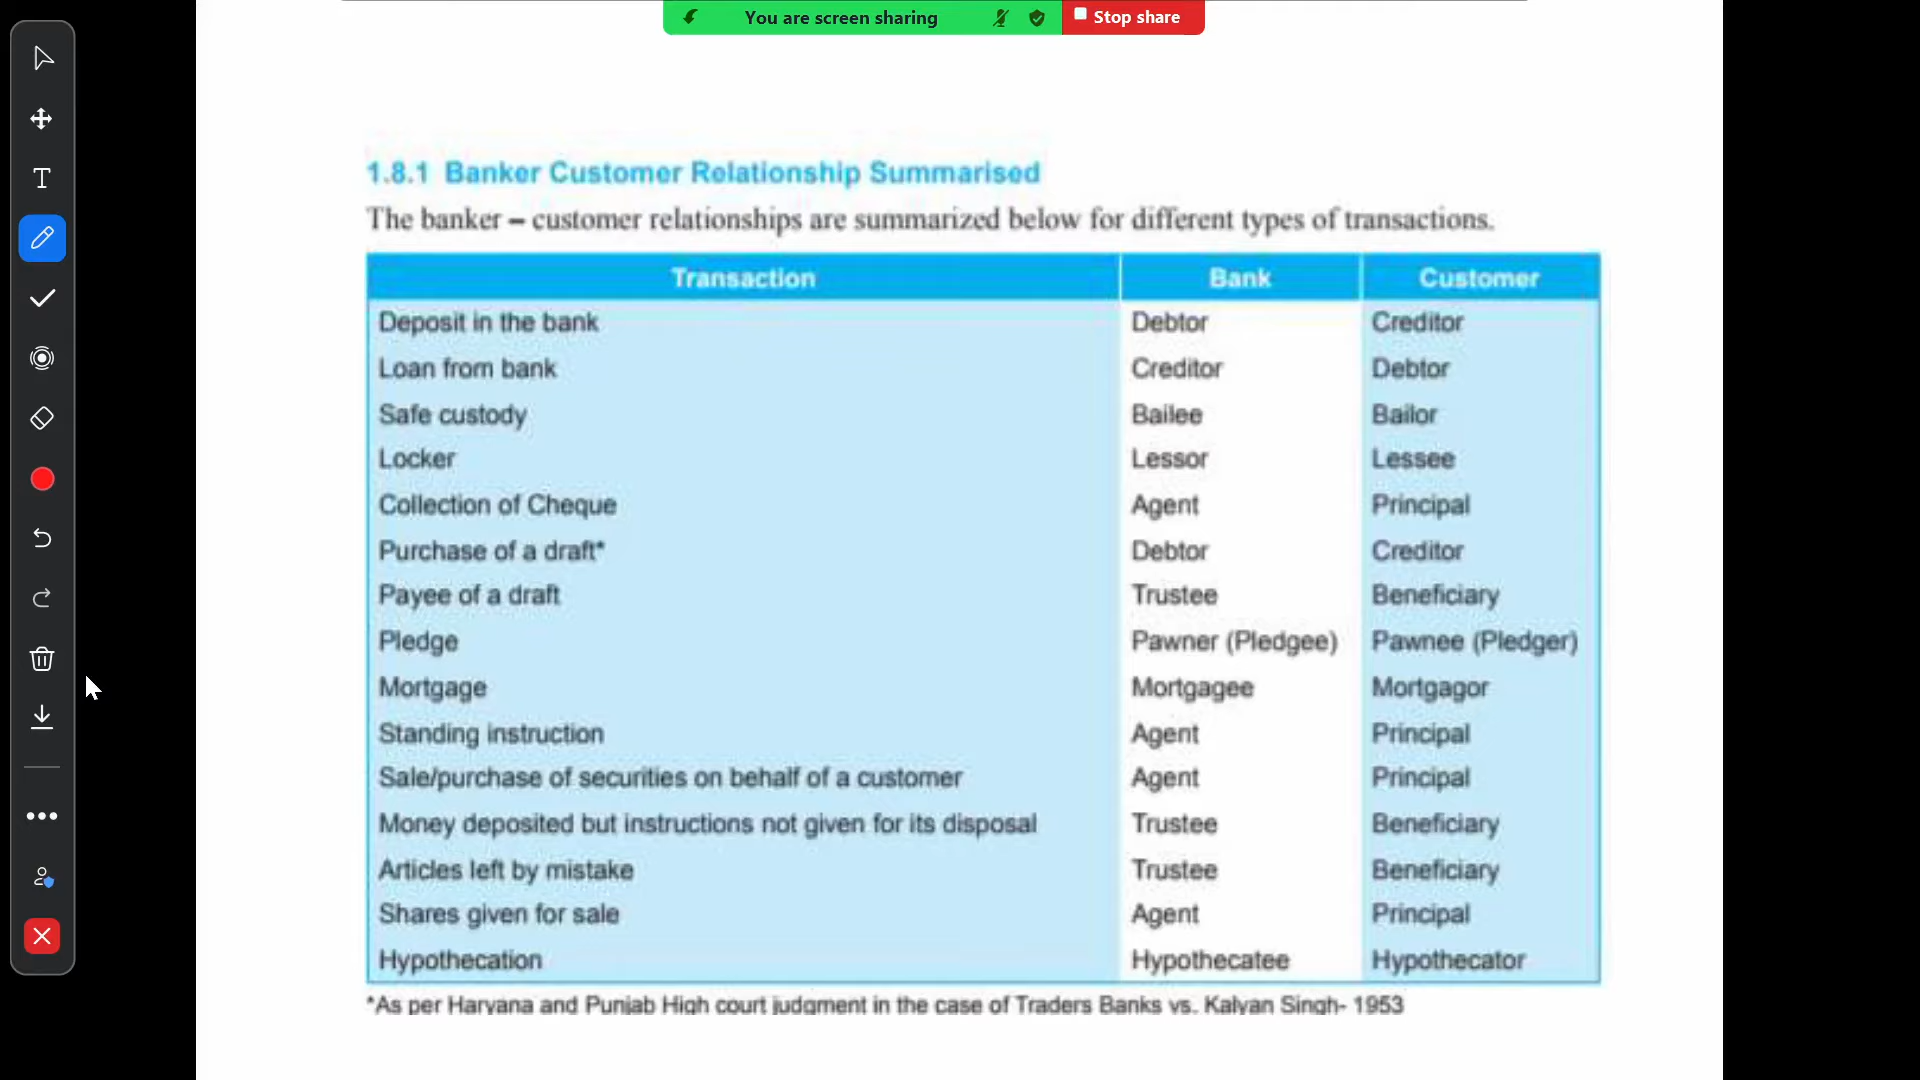 You are screen sharing Stop share
T
1.8.1 Banker Customer Relationship Summarised
The banker – customer relationships are summarized below for different types of transactions.
Transaction Bank Customer
Deposit in the bank Debtor Creditor
Loan from bank Creditor Debtor
Safe custody Bailee Bailor
Locker Lessor Lessee
Collection of Cheque Agent Principal
Purchase of a draft* Debtor Creditor
Payee of a draft Trustee Beneficiary
Pledge Pawner (Pledgee) Pawnee (Pledger)
Mortgage Mortgagee Mortgagor
Standing instruction Agent Principal
Sale/purchase of securities on behalf of a customer Agent Principal
Money deposited but instructions not given for its disposal Trustee Beneficiary
Articles left by mistake Trustee Beneficiary
Shares given for sale Agent Principal
Hypothecation Hypothecatee Hypothecator
*As per Haryana and Punjab High court judgment in the case of Traders Banks vs. Kalyan Singh- 1953